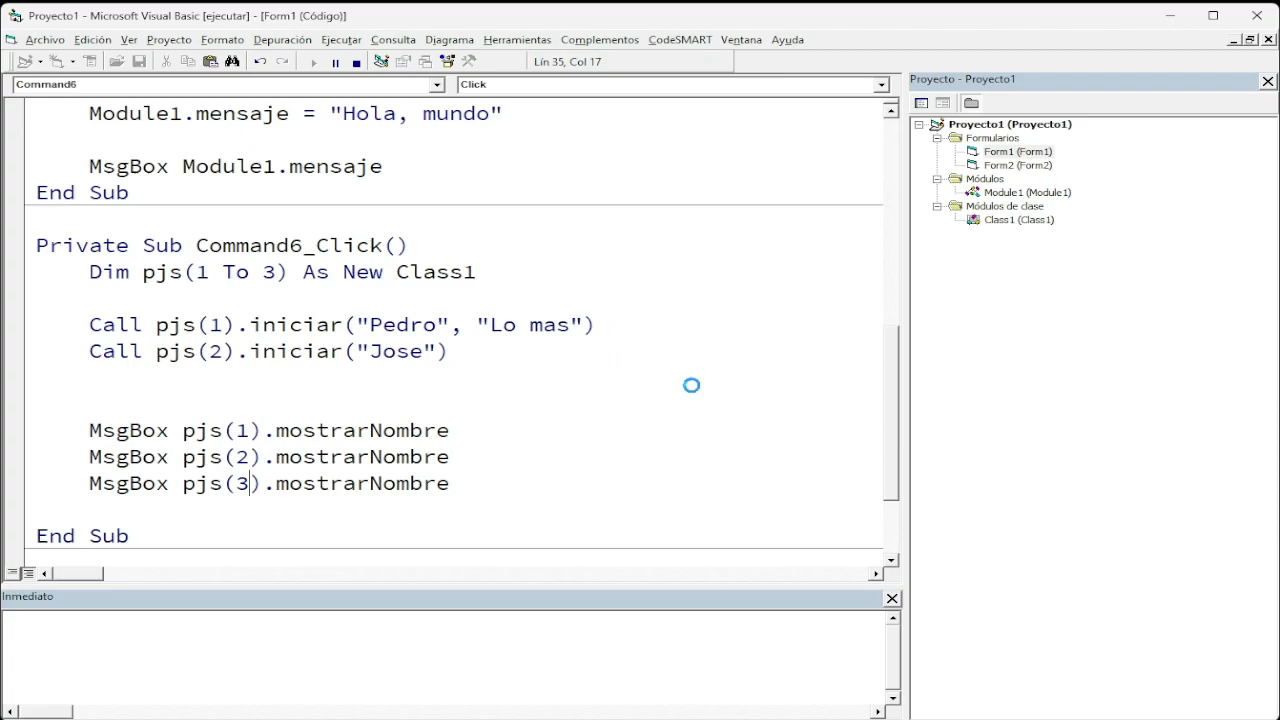 Proyecto1 - Microsoft Visual Basic [ejecutar] - [Form1 (Código)]
Archivo Edición Ver Proyecto Formato Depuración Ejecutar Consulta Diagrama Herramientas Complementos CodeSMART Ventana Ayuda
Lín 35, Col 17
Command6 Click
Module1.mensaje = "Hola, mundo"
MsgBox Module1.mensaje
End Sub
Private Sub Command6_Click()
Dim pjs(1 To 3) As New Class1
Call pjs(1).iniciar("Pedro", "Lo mas")
Call pjs(2).iniciar("Jose")
MsgBox pjs(1).mostrarNombre
MsgBox pjs(2).mostrarNombre
MsgBox pjs(3).mostrarNombre
End Sub
Inmediato
Proyecto - Proyecto1
Proyecto1 (Proyecto1)
Formularios
Form1 (Form1)
Form2 (Form2)
Módulos
Module1 (Module1)
Módulos de clase
Class1 (Class1)